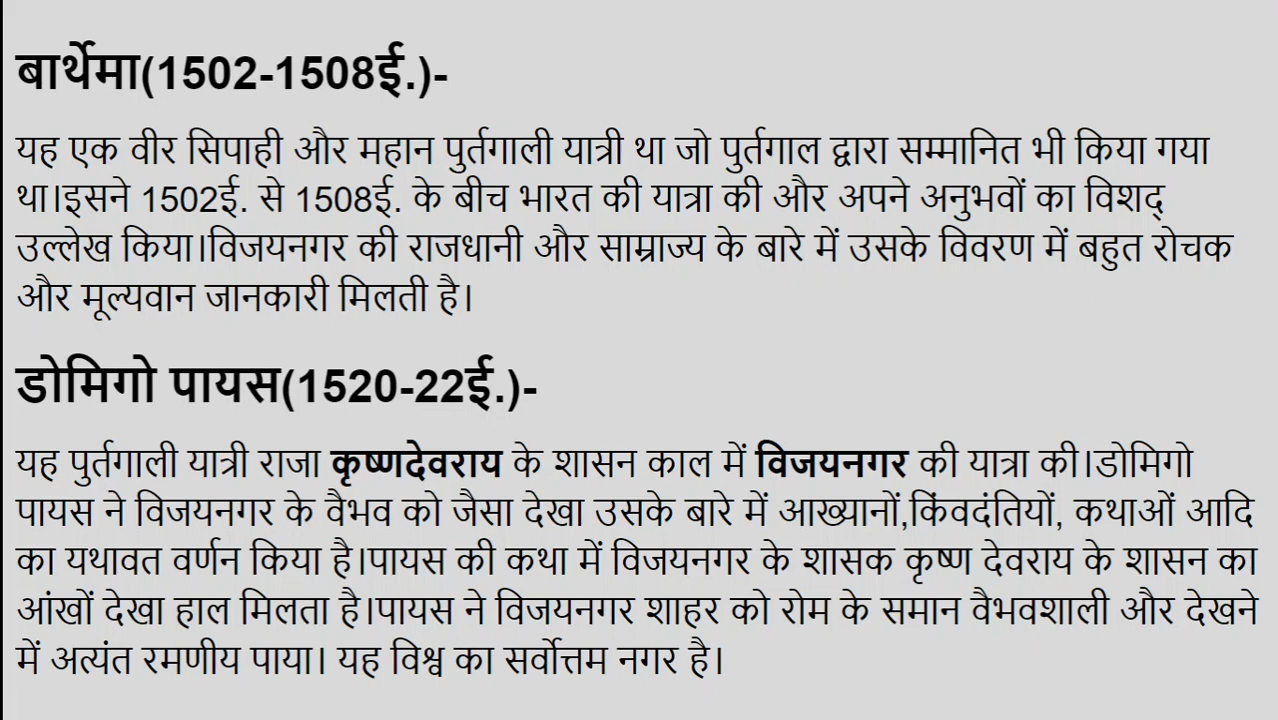 बार्थेमा(1502-1508ई.)-
यह एक वीर सिपाही और महान पुर्तगाली यात्री था जो पुर्तगाल द्वारा सम्मानित भी किया गया
था।इसने 1502ई. से 1508ई. के बीच भारत की यात्रा की और अपने अनुभवों का विशद्
उल्लेख किया।विजयनगर की राजधानी और साम्राज्य के बारे में उसके विवरण में बहुत रोचक
और मूल्यवान जानकारी मिलती है।
डोमिगो पायस(1520-22ई.)-
यह पुर्तगाली यात्री राजा कृष्णदेवराय के शासन काल में विजयनगर की यात्रा की।डोमिगो
पायस ने विजयनगर के वैभव को जैसा देखा उसके बारे में आख्यानों,किंवदंतियों, कथाओं आदि
का यथावत वर्णन किया है।पायस की कथा में विजयनगर के शासक कृष्ण देवराय के शासन का
आंखों देखा हाल मिलता है।पायस ने विजयनगर शाहर को रोम के समान वैभवशाली और देखने
में अत्यंत रमणीय पाया। यह विश्व का सर्वोत्तम नगर है।